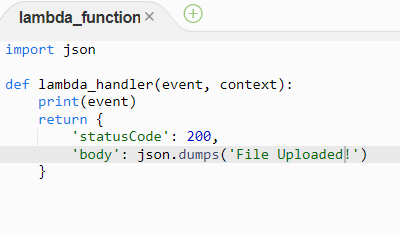 lambda_function
import json
def lambda_handler(event, context):
    print(event)
    return {
        'statusCode': 200,
        'body': json.dumps('File Uploaded!')
    }